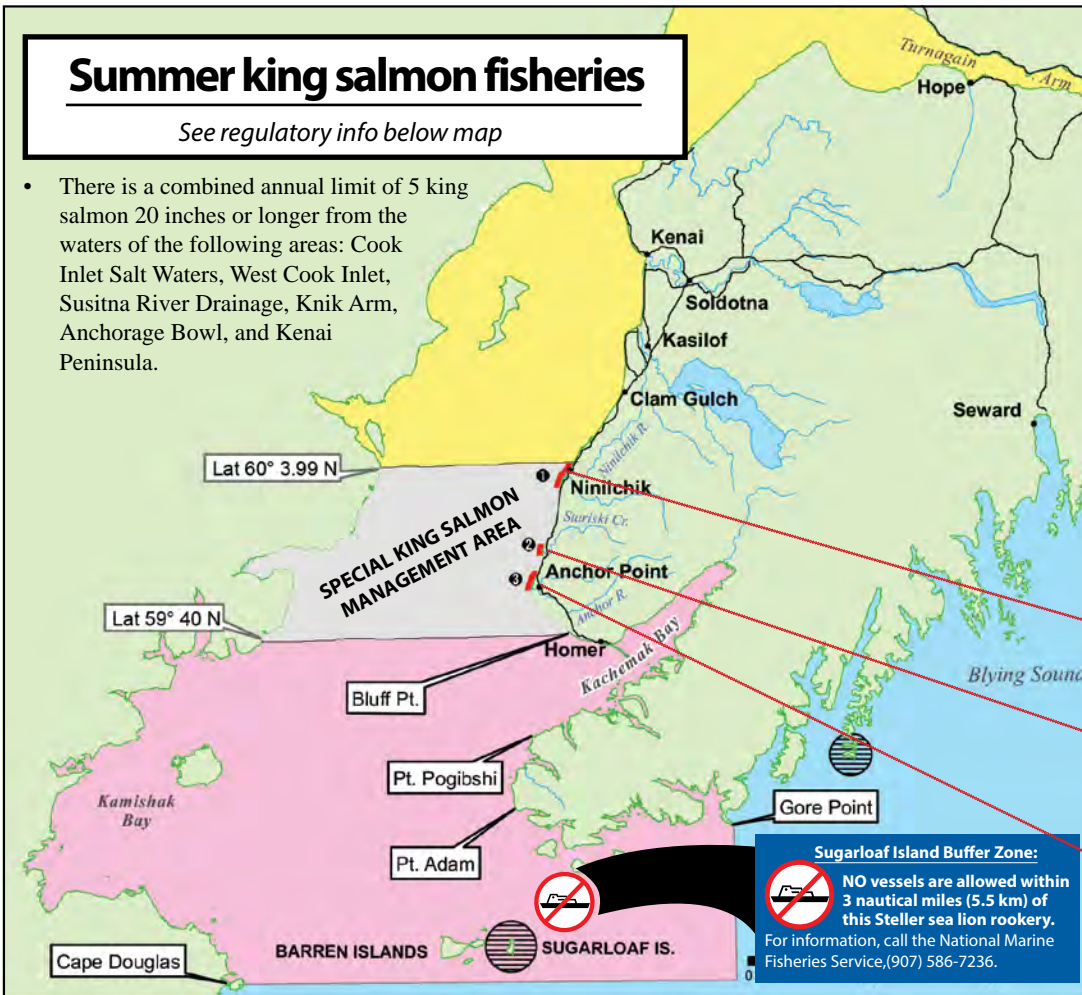 Summer king salmon fisheries
See regulatory info below map
• There is a combined annual limit of 5 king
salmon 20 inches or longer from the
waters of the following areas: Cook
Inlet Salt Waters, West Cook Inlet,
Susitna River Drainage, Knik Arm,
Anchorage Bowl, and Kenai
Peninsula.
Turnagain Arm
Hope
Kenai
Soldotna
Kasilof
Clam Gulch
Seward
Lat 60° 3.99 N
Ninilchik R.
1
Ninilchik
SPECIAL KING SALMON
MANAGEMENT AREA
Stariski Cr.
2
3
Anchor Point
Anchor R.
Lat 59° 40 N
Homer
Kachemak Bay
Bluff Pt.
Blying Sound
Pt. Pogibshi
Kamishak
Bay
Gore Point
Pt. Adam
Sugarloaf Island Buffer Zone:
NO vessels are allowed within
3 nautical miles (5.5 km) of
this Steller sea lion rookery.
For information, call the National Marine
Fisheries Service,(907) 586-7236.
BARREN ISLANDS
SUGARLOAF IS.
Cape Douglas
0